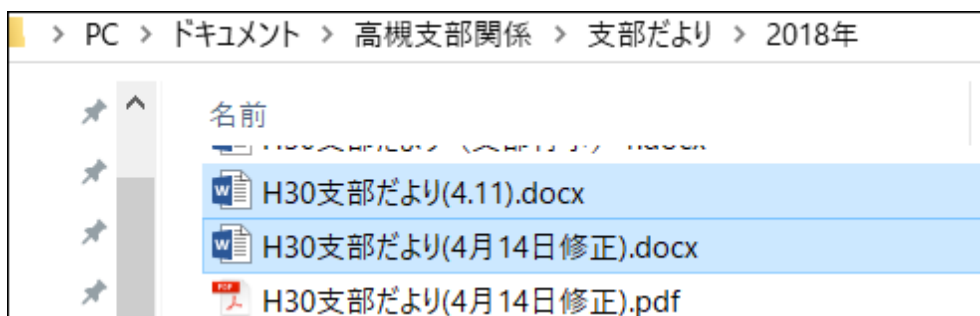 > PC > ドキュメント > 高槻支部関係 > 支部だより > 2018年
名前
H30支部だより(4.11).docx
H30支部だより(4月14日修正).docx
H30支部だより(4月14日修正).pdf